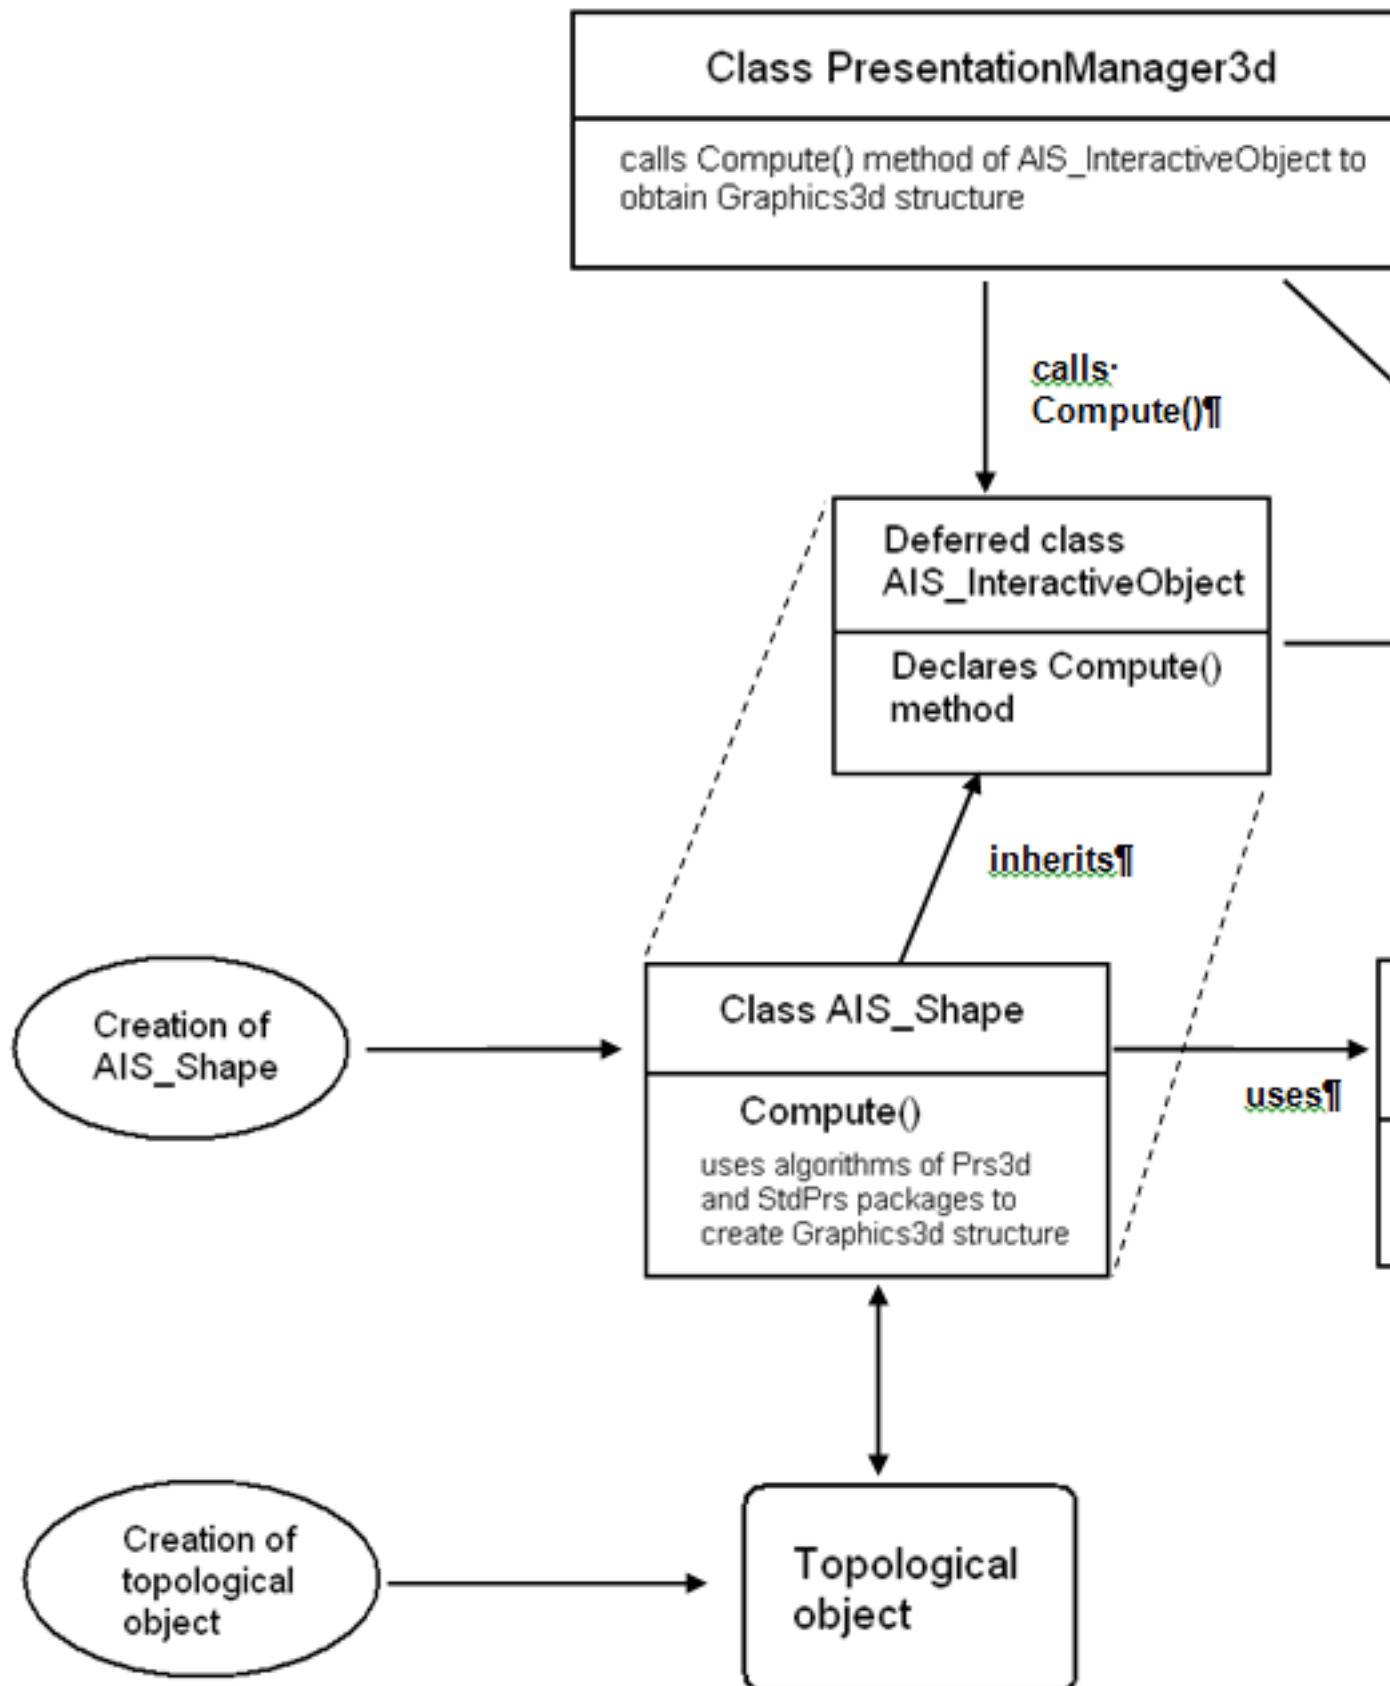 Class PresentationManager3d
calls Compute() method of AIS_InteractiveObject to
obtain Graphics3d structure
calls·
Compute()¶
Deferred class
AIS_InteractiveObject
Declares Compute()
method
inherits¶
Creation of
AIS_Shape
Class AIS_Shape
Compute()
uses algorithms of Prs3d
and StdPrs packages to
create Graphics3d structure
uses¶
Creation of
topological
object
Topological
object